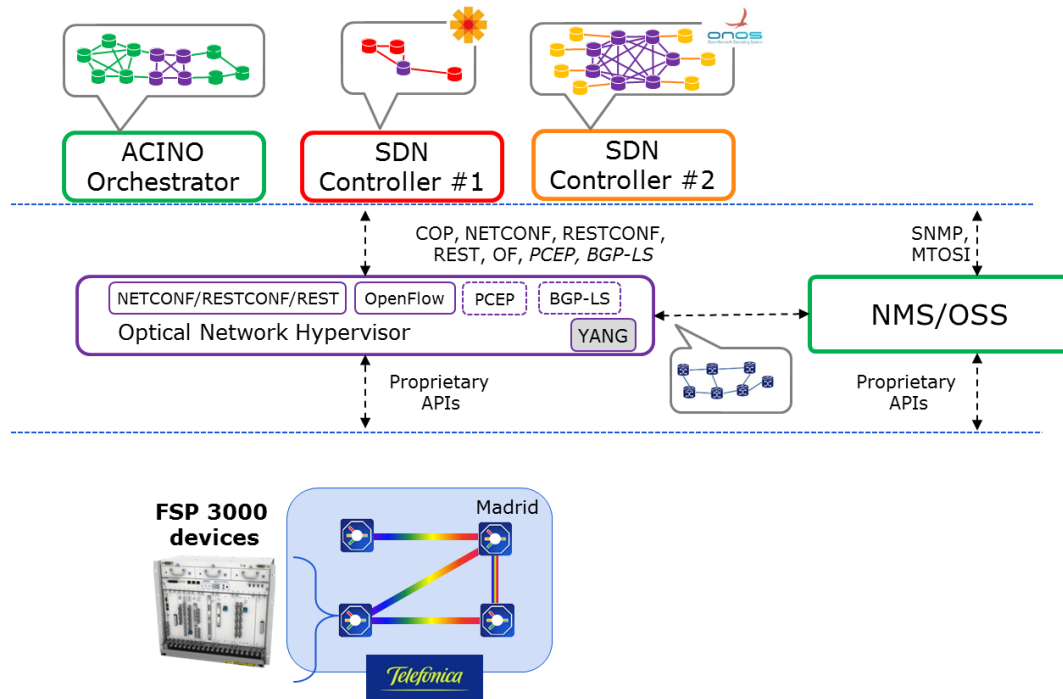 onos
ACINO
Orchestrator
SDN
Controller #1
SDN
Controller #2
COP, NETCONF, RESTCONF,
REST, OF, PCEP, BGP-LS
SNMP,
MTOSI
NETCONF/RESTCONF/REST
OpenFlow
PCEP
BGP-LS
Optical Network Hypervisor
YANG
NMS/OSS
Proprietary
APIs
Proprietary
APIs
Madrid
FSP 3000
devices
Telefónica